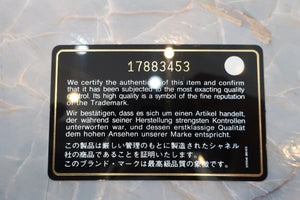 17883453
We certify the authenticity of this item and confirm
that it has been subjected to the most exacting quality
control. Its high quality is a symbol of the fine reputation
of the Trademark.
Wir bestätigen, dass es sich um einen Artikel handelt,
der während seiner Herstellung strengsten Kontrollen
unterworfen war, und dessen erstklassige Qualität
dem hohen Ansehen unserer Marke entspricht.
この製品は厳しい管理のもとに製造されたシャネル
社の商品であることを証明いたします。
このブランド・マークは最高級品質の象徴です。